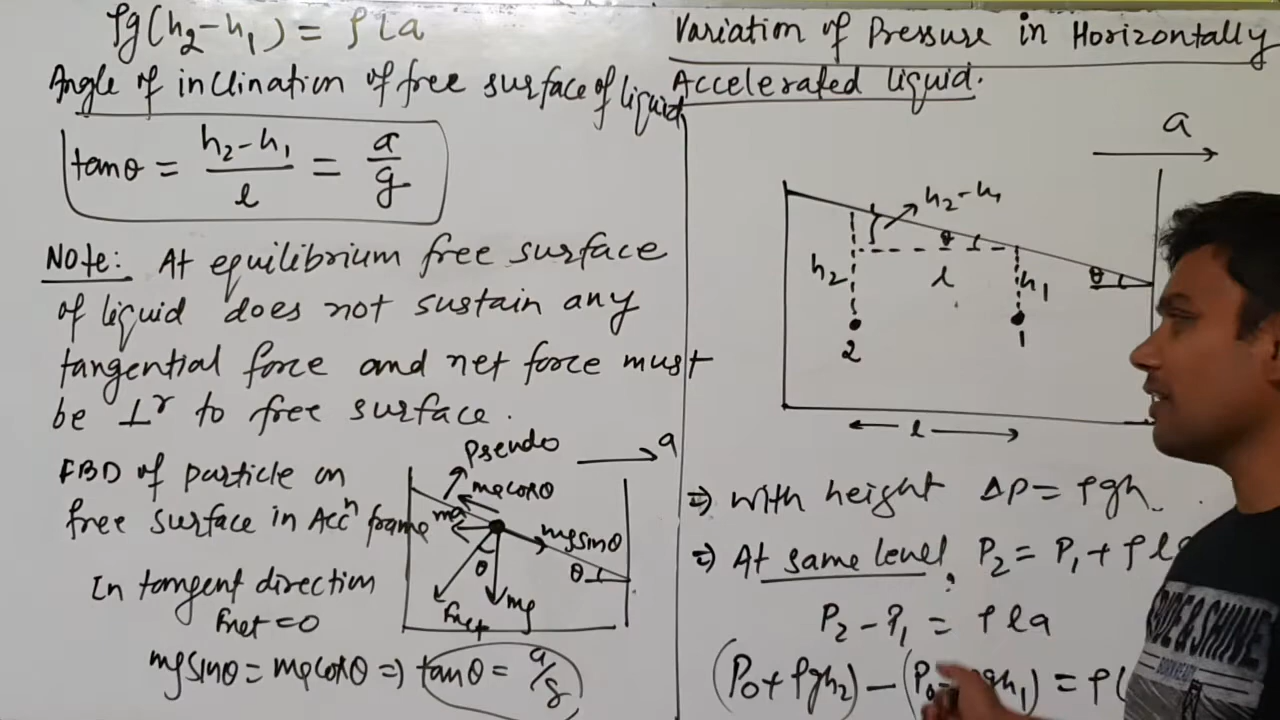 ρg(h₂-h₁) = ρla
Angle of inclination of free surface of liquid
tanθ = (h₂-h₁)/l = a/g
Note: At equilibrium free surface
of liquid does not sustain any
tangential force and net force must
be ⊥ʳ to free surface.
FBD of particle on
free surface in Accⁿ frame
In tangent direction
Fnet = 0
mgsinθ = macosθ ⇒ tanθ = a/g
Pseudo
a
macosθ
ma
mgsinθ
θ
θ
Fnet
mg
Variation of Pressure in Horizontally
Accelerated liquid.
a
h₂-h₁
θ
h₂
l
h₁
θ
2
1
l
⇒ With height ΔP = ρgh
⇒ At same level, P₂ = P₁ + ρl
P₂ - P₁ = ρla
(P₀ + ρgh₂) - (P₀ gh₁) = ρ(
&SHINE
BORN READY